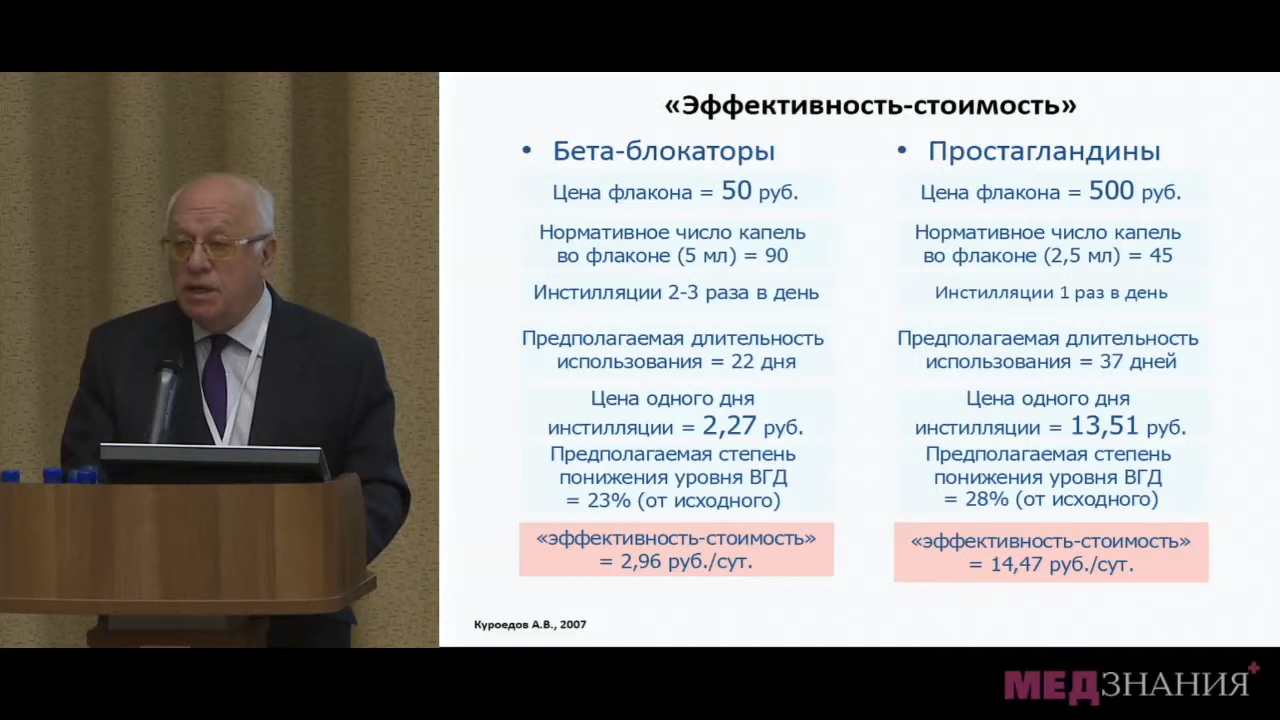 «Эффективность-стоимость»
• Бета-блокаторы
Цена флакона = 50 руб.
Нормативное число капель
во флаконе (5 мл) = 90
Инстилляции 2-3 раза в день
Предполагаемая длительность
использования = 22 дня
Цена одного дня
инстилляции = 2,27 руб.
Предполагаемая степень
понижения уровня ВГД
= 23% (от исходного)
«эффективность-стоимость»
= 2,96 руб./сут.
• Простагландины
Цена флакона = 500 руб.
Нормативное число капель
во флаконе (2,5 мл) = 45
Инстилляции 1 раз в день
Предполагаемая длительность
использования = 37 дней
Цена одного дня
инстилляции = 13,51 руб.
Предполагаемая степень
понижения уровня ВГД
= 28% (от исходного)
«эффективность-стоимость»
= 14,47 руб./сут.
Куроедов А.В., 2007
МЕДЗНАНИЯ+